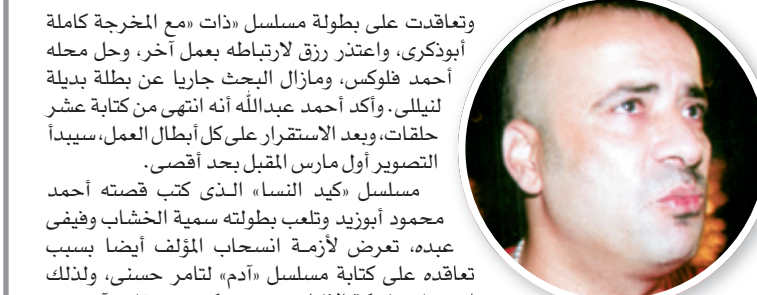 وتعاقدت على بطولة مسلسل «ذات «مع المخرجة كاملة
أبوذكرى، واعتذر رزق لارتباطه بعمل آخر، وحل محله
أحمد فلوكس، ومازال البحث جاريا عن بطلة بديلة
لنيللى. وأكد أحمد عبدالله أنه انتهى من كتابة عشر
حلقات، وبعد الاستقرار على كل أبطال العمل، سيبدأ
التصوير أول مارس المقبل بحد أقصى.
مسلسل «كيد النسا» الذى كتب قصته أحمد
محمود أبوزيد وتلعب بطولته سمية الخشاب وفيفى
عبده، تعرض لأزمة انسحاب المؤلف أيضا بسبب
تعاقده على كتابة مسلسل «آدم» لتامر حسنى، ولذلك